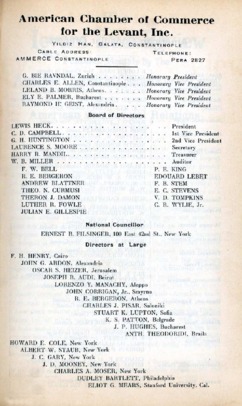 American Chamber of Commerce
for the Levant, Inc.
YILDIZ HAN, GALATA, CONSTANTINOPLE
CABLE ADDRESS: TELEPHONE:
AMMERCE CONSTANTINOPLE PERA 2827
G. BIE RAVNDAL, Zurich . . . . . . . . Honorary President
CHARLES E. ALLEN, Constantinople . . . Honorary Vice President
LELAND B. MORRIS, Athens . . . . . . . Honorary Vice President
ELY E. PALMER, Bucharest . . . . . . . Honorary Vice President
RAYMOND H. GEIST, Alexandria . . . . . Honorary Vice President
Board of Directors
LEWIS HECK . . . . . . . . . . President
C. D. CAMPBELL . . . . . . . . 1st Vice President
G. H. HUNTINGTON . . . . . . . 2nd Vice President
LAURENCE S. MOORE . . . . . . . Secretary
HARRY R. MANDIL . . . . . . . . Treasurer
W. B. MILLER . . . . . . . . . Auditor
F. W. BELL P. E. KING
R. E. BERGERON EDOUARD LEBET
ANDREW BLATTNER F. B. STEM
THEO. N. CURMUSI E. C. STEVENS
THERON J. DAMON V. D. TOMPKINS
LUTHER R. FOWLE C. B. WYLIE, Jr.
JULIAN E. GILLESPIE
National Councillor
ERNEST B. FILSINGER, 100 East 42nd St., New York
Directors at Large
F. H. HENRY, Cairo
JOHN G. ARDON, Alexandria
OSCAR S. HEIZER, Jerusalem
JOSEPH B. AUDI, Beirut
LORENZO Y. MANACHY, Aleppo
JOHN CORRIGAN, Jr., Smyrna
R. E. BERGERON, Athens
CHARLES J. PISAR, Saloniki
STUART K. LUPTON, Sofia
K. S. PATTON, Belgrade
J. P. HUGHES, Bucharest
ANTH. THEODORIDI, Braila
HOWARD E. COLE, New York
ALBERT W. STAUB, New York
J. C. GARY, New York
J. D. MOONEY, New York
CHARLES A. MOSER, New York
DUDLEY BARTLETT, Philadelphia
ELIOT G. MEARS, Stanford University, Cal.